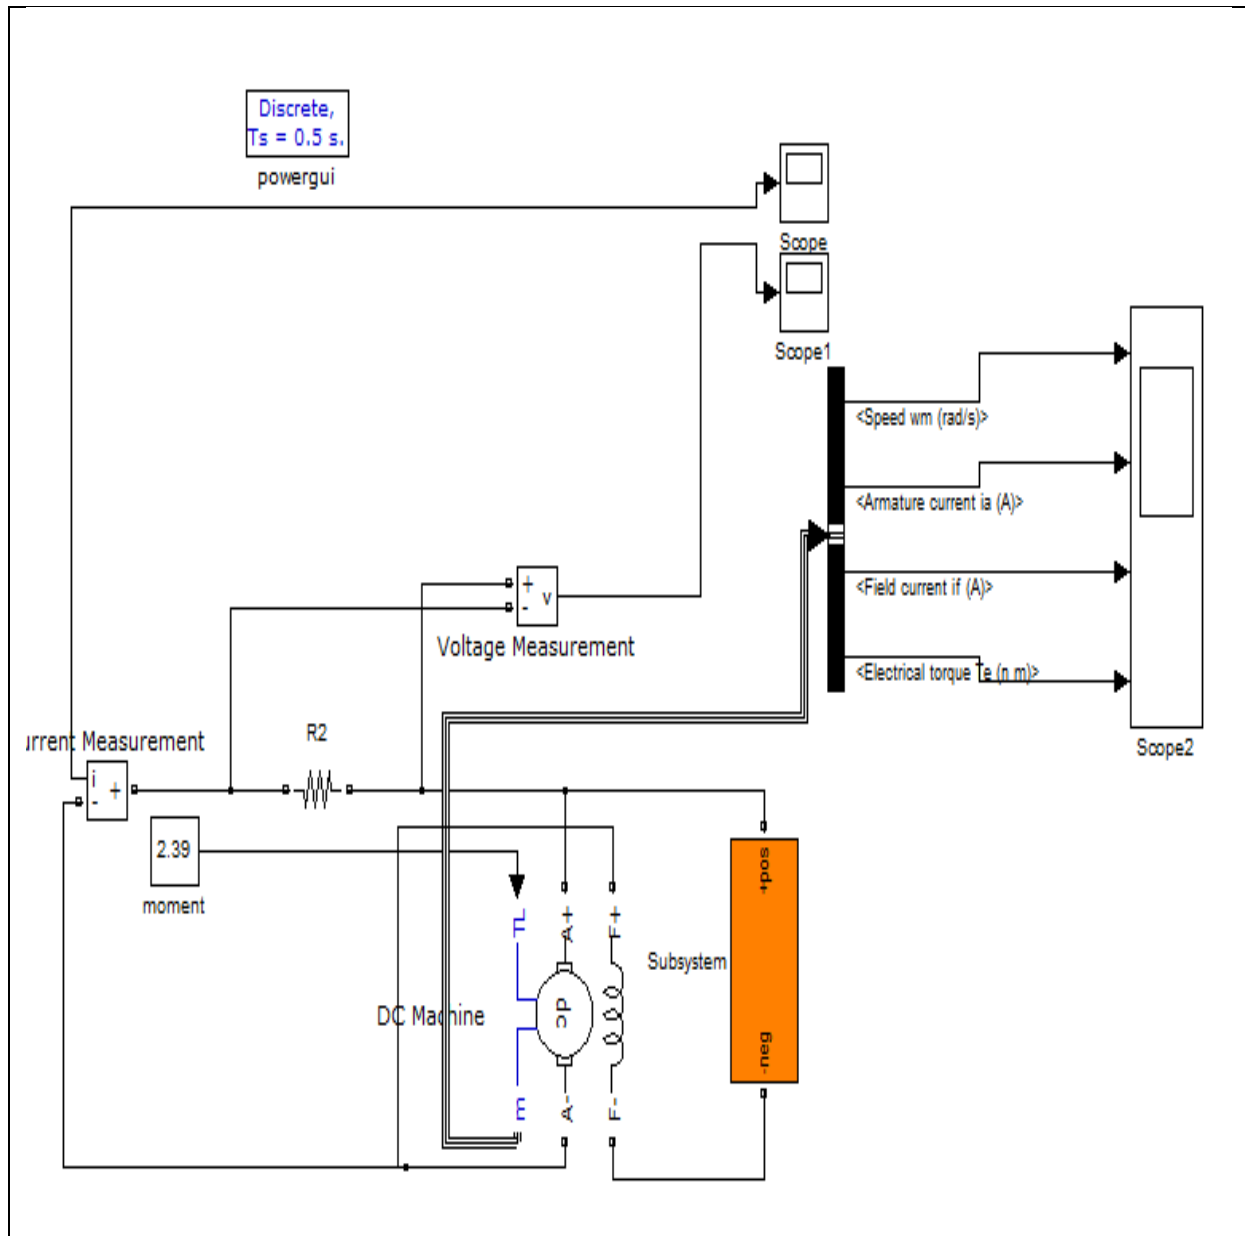 Discrete,
Ts = 0.5 s.
powergui
Scope
Scope1
<Speed wm (rad/s)>
<Armature current ia (A)>
<Field current if (A)>
<Electrical torque Te (n m)>
Scope2
+
-
v
Voltage Measurement
urrent Measurement
i
-
+
R2
2.39
moment
TL
A+
F+
+pos
Subsystem
DC Machine
dc
-neg
m
A-
F-